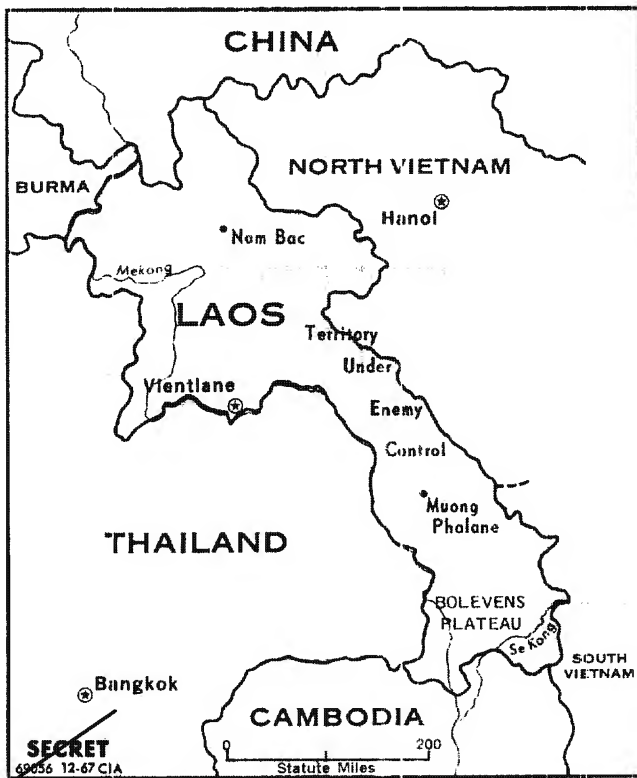 CHINA
NORTH VIETNAM
BURMA
Hanoi
Nam Bac
Mekong
LAOS
Territory
Under
Vientiane
Enemy
Control
Muong
Phalane
THAILAND
BOLEVENS
PLATEAU
Se Kong
SOUTH
VIETNAM
Bangkok
CAMBODIA
SECRET
0 200
69056 12-67 CIA
Statute Miles